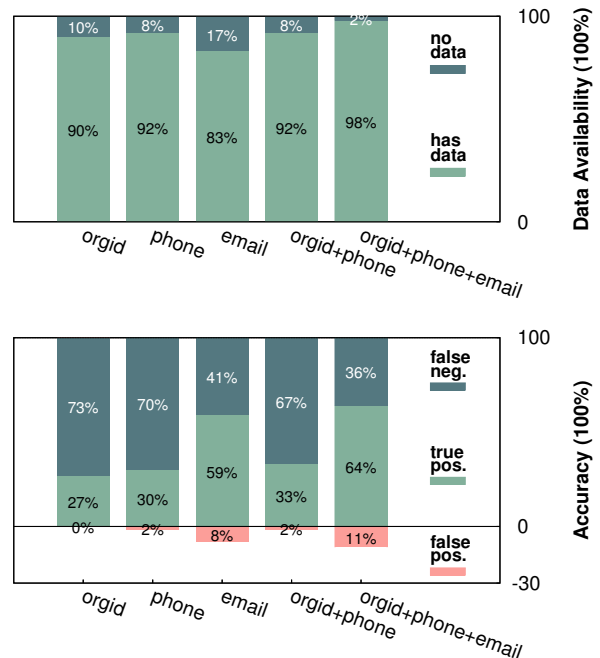 100
10% 8% 17% 8% 2%
no
data
90% 92% 83% 92% 98%
has
data
0
Data Availability (100%)
orgid phone email orgid+phone orgid+phone+email
100
false
neg.
73% 70% 41% 67% 36%
true
pos.
27% 30% 59% 33% 64%
0
0% 2% 8% 2% 11%
false
pos.
-30
Accuracy (100%)
orgid phone email orgid+phone orgid+phone+email